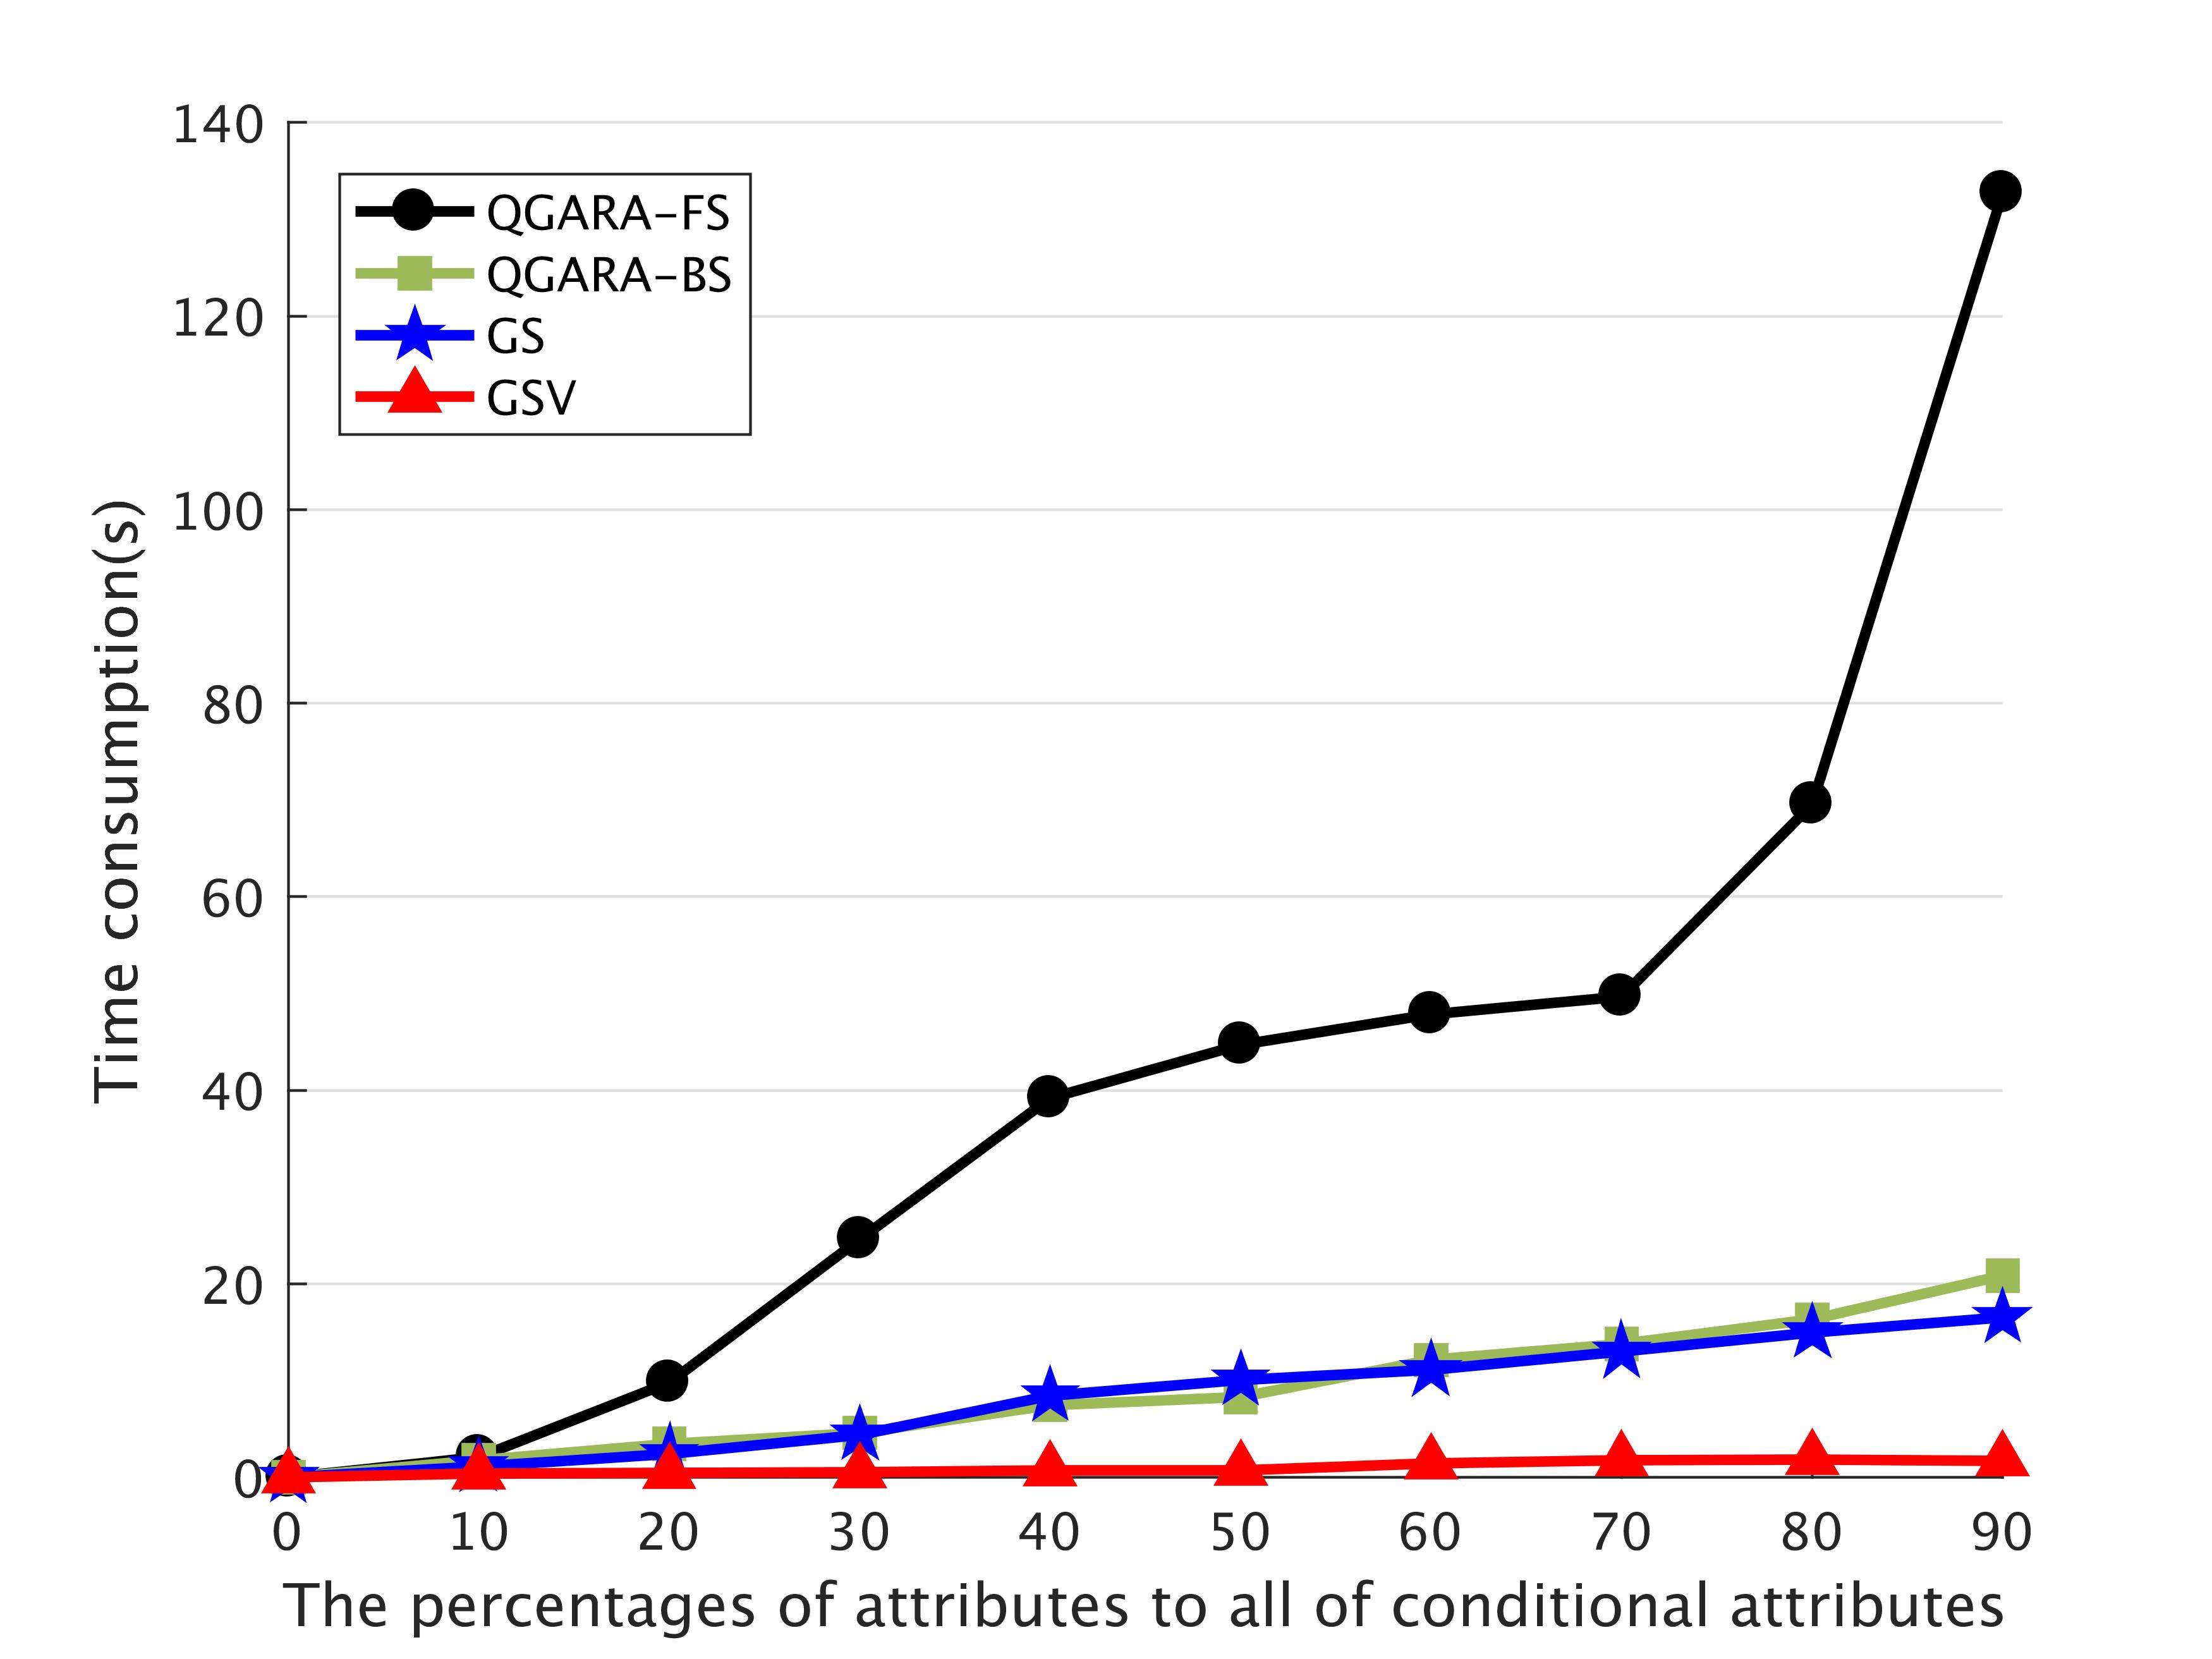 140
120
100
80
60
40
20
0
QGARA-FS
QGARA-BS
GS
GSV
Time consumption(s)
0 10 20 30 40 50 60 70 80 90
The percentages of attributes to all of conditional attributes